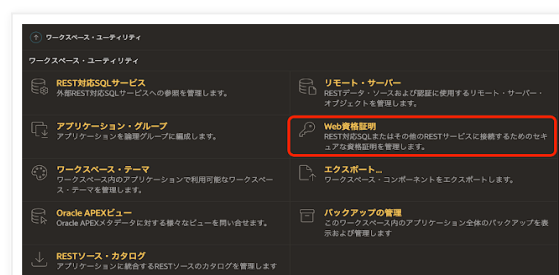 ワークスペース・ユーティリティ
ワークスペース・ユーティリティ
REST対応SQLサービス
外部REST対応SQLサービスへの参照を管理します。
リモート・サーバー
RESTデータ・ソースおよび認証に使用するリモート・サーバー・
オブジェクトを管理します。
アプリケーション・グループ
アプリケーションを論理グループに編成します。
Web資格証明
REST対応SQLまたはその他のRESTサービスに接続するためのセキ
ュアな資格証明を管理します。
ワークスペース・テーマ
ワークスペース内のアプリケーションで利用可能なワークスペー
ス・テーマを管理します。
エクスポート...
ワークスペース・コンポーネントをエクスポートします。
Oracle APEXビュー
Oracle APEXメタデータに対する様々なビューを問い合せます。
バックアップの管理
このワークスペース内のアプリケーション全体のバックアップを表
示および管理します
RESTソース・カタログ
アプリケーションに統合するRESTソースのカタログを管理します